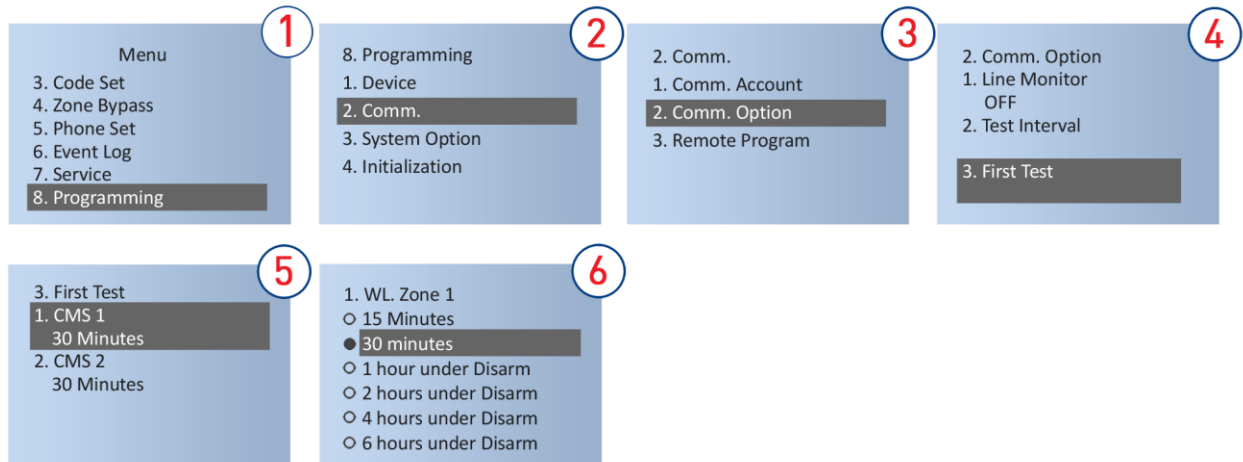 1
Menu
3. Code Set
4. Zone Bypass
5. Phone Set
6. Event Log
7. Service
8. Programming
2
8. Programming
1. Device
2. Comm.
3. System Option
4. Initialization
3
2. Comm.
1. Comm. Account
2. Comm. Option
3. Remote Program
4
2. Comm. Option
1. Line Monitor
OFF
2. Test Interval
3. First Test
5
3. First Test
1. CMS 1
30 Minutes
2. CMS 2
30 Minutes
6
1. WL. Zone 1
15 Minutes
30 minutes
1 hour under Disarm
2 hours under Disarm
4 hours under Disarm
6 hours under Disarm